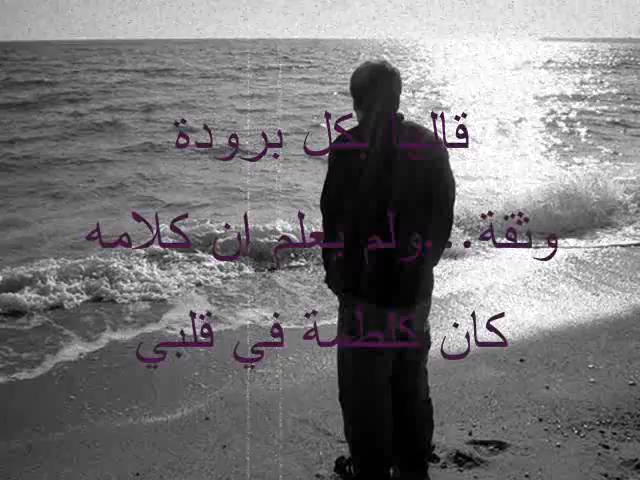 قالها بكل برودة
وثقة...ولم يعلم ان كلامه
كان كلطمة في قلبي